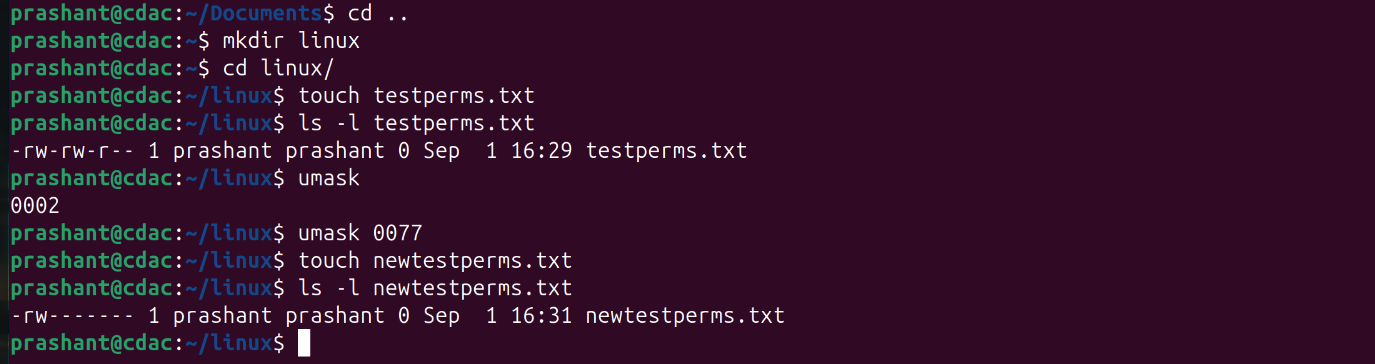 prashant@cdac:~/Documents$ cd ..
prashant@cdac:~$ mkdir linux
prashant@cdac:~$ cd linux/
prashant@cdac:~/linux$ touch testperms.txt
prashant@cdac:~/linux$ ls -l testperms.txt
-rw-rw-r-- 1 prashant prashant 0 Sep  1 16:29 testperms.txt
prashant@cdac:~/linux$ umask
0002
prashant@cdac:~/linux$ umask 0077
prashant@cdac:~/linux$ touch newtestperms.txt
prashant@cdac:~/linux$ ls -l newtestperms.txt
-rw------- 1 prashant prashant 0 Sep  1 16:31 newtestperms.txt
prashant@cdac:~/linux$